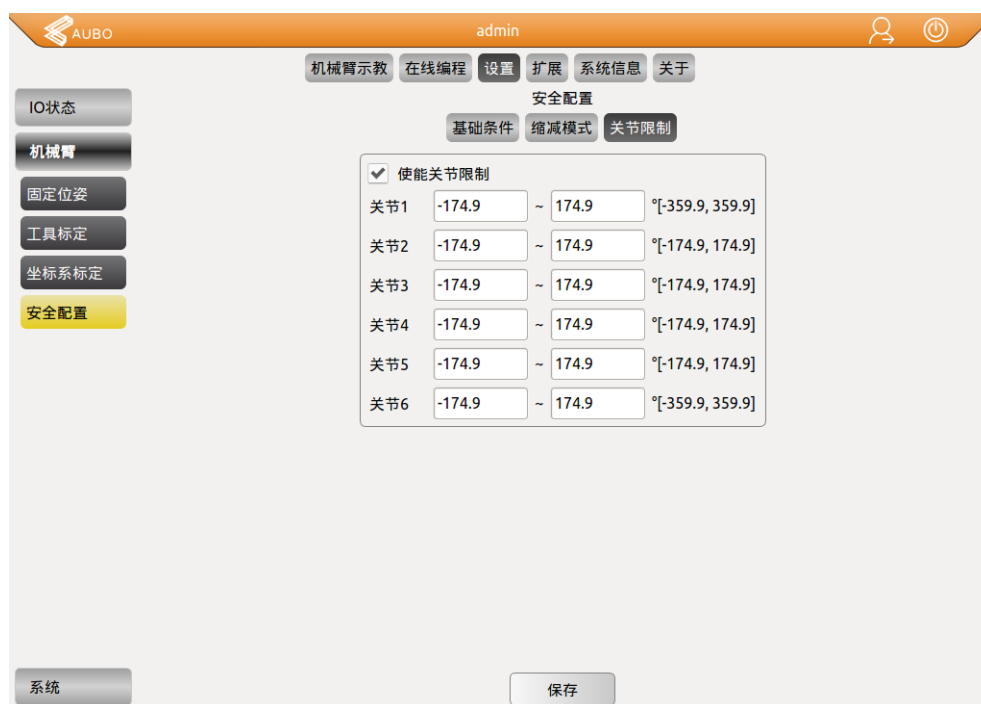 AUBO admin
机械臂示教 在线编程 设置 扩展 系统信息 关于
IO状态
机械臂
固定位姿
工具标定
坐标系标定
安全配置
系统
安全配置
基础条件 缩减模式 关节限制
使能关节限制
关节1 -174.9 ~ 174.9 °[-359.9, 359.9]
关节2 -174.9 ~ 174.9 °[-174.9, 174.9]
关节3 -174.9 ~ 174.9 °[-174.9, 174.9]
关节4 -174.9 ~ 174.9 °[-174.9, 174.9]
关节5 -174.9 ~ 174.9 °[-174.9, 174.9]
关节6 -174.9 ~ 174.9 °[-359.9, 359.9]
保存